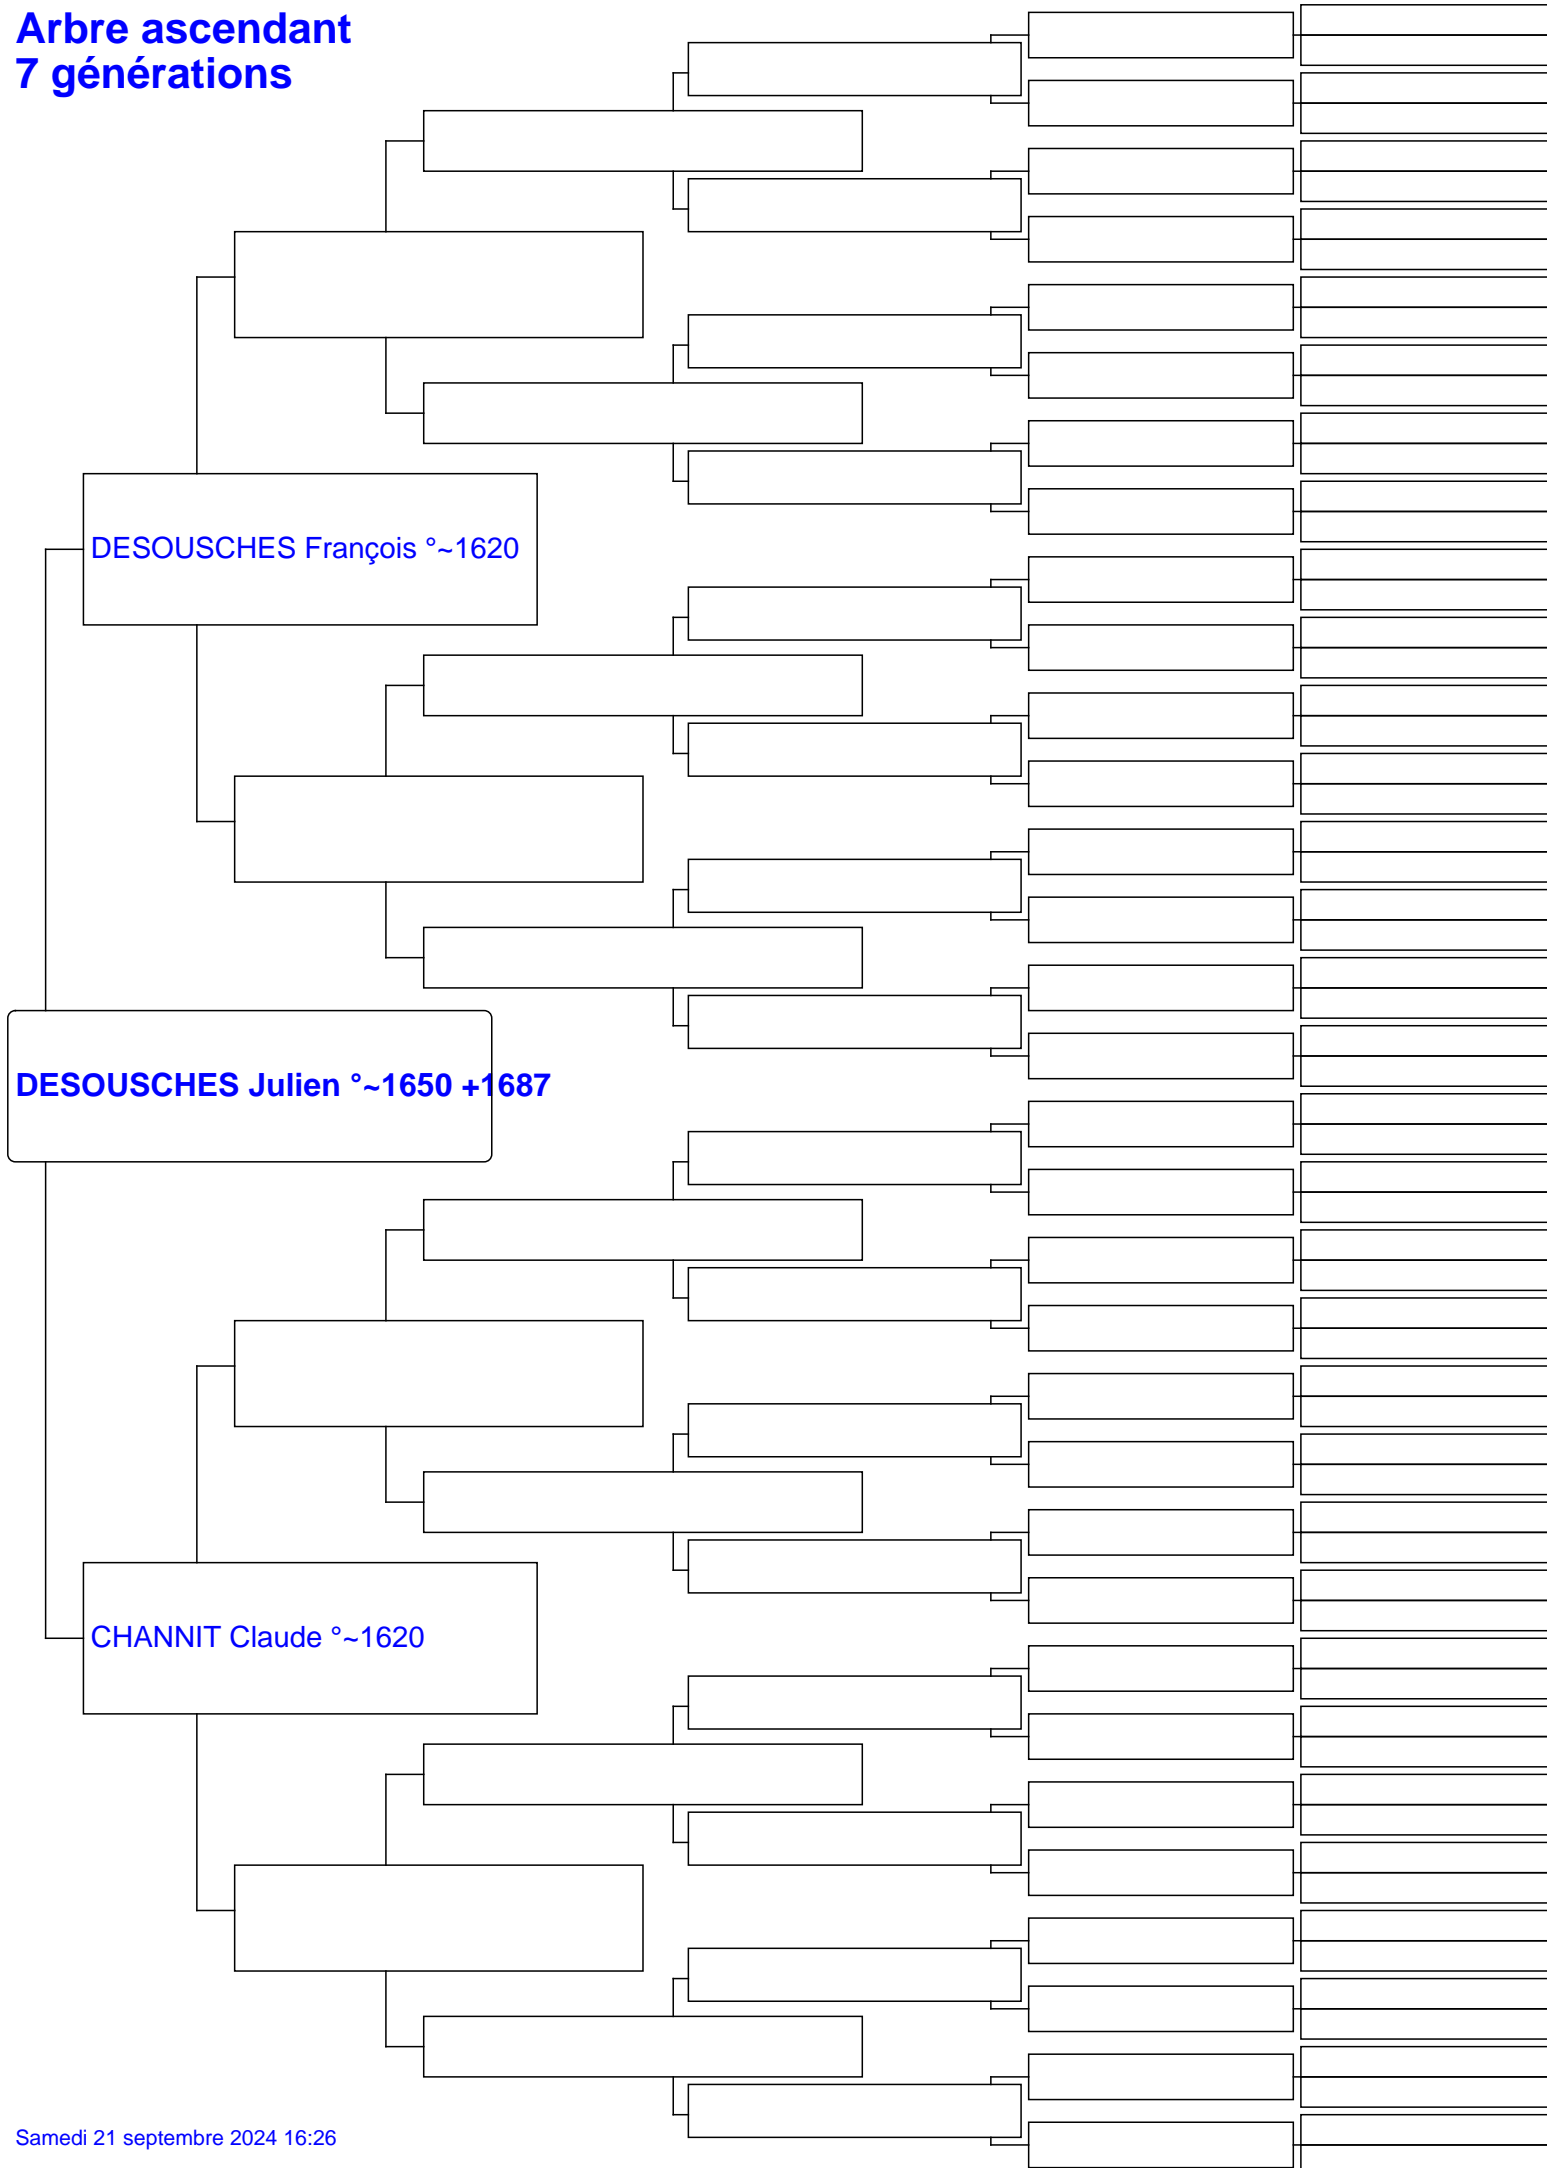 Arbre ascendant
7 générations
DESOUSCHES François °~1620
DESOUSCHES Julien °~1650 +1687
CHANNIT Claude °~1620
Samedi 21 septembre 2024 16:26